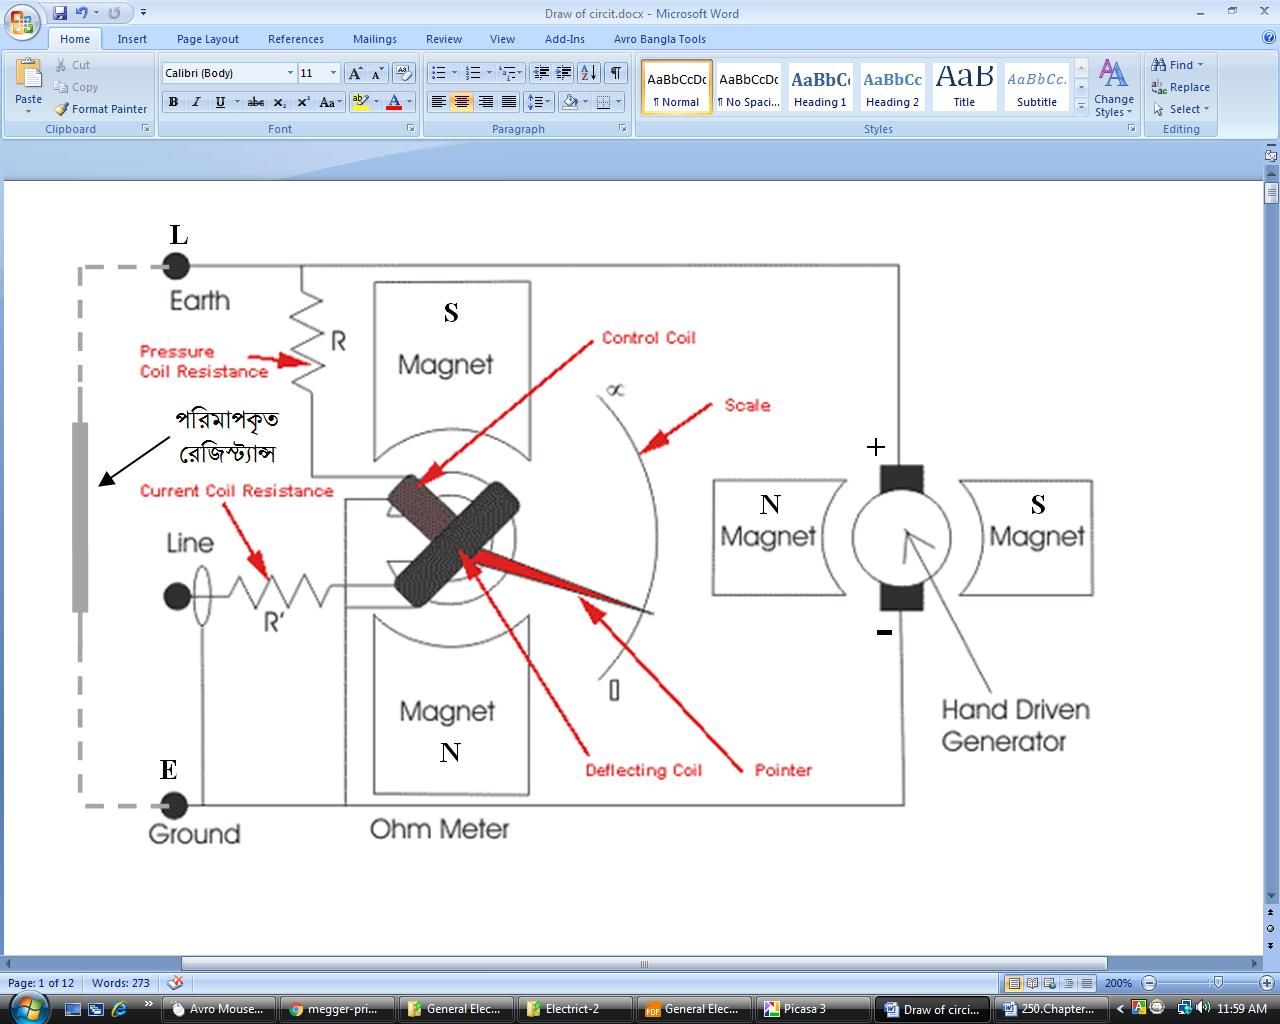 Draw of circit.docx - Microsoft Word
Home Insert Page Layout References Mailings Review View Add-Ins Avro Bangla Tools
Paste
Cut
Copy
Format Painter
Clipboard
Calibri (Body) 11
B I U abc x₂ x² Aa
Font
Paragraph
AaBbCcDc AaBbCcDc AaBbC AaBbCc AaB AaBbCc.
¶ Normal ¶ No Spaci... Heading 1 Heading 2 Title Subtitle
Change Styles
Styles
Find
Replace
Select
Editing
L
Earth
R
Pressure
Coil Resistance
S
Magnet
Control Coil
∝
Scale
পরিমাপকৃত
রেজিস্ট্যান্স
Current Coil Resistance
Line
R'
+
N
Magnet
S
Magnet
-
Magnet
N
Hand Driven
Generator
Deflecting Coil
Pointer
E
Ground
Ohm Meter
Page: 1 of 12 Words: 273 200%
Avro Mouse... megger-pri... General Elec... Electrict-2 General Elec... Picasa 3 Draw of circi... 250.Chapter... 11:59 AM